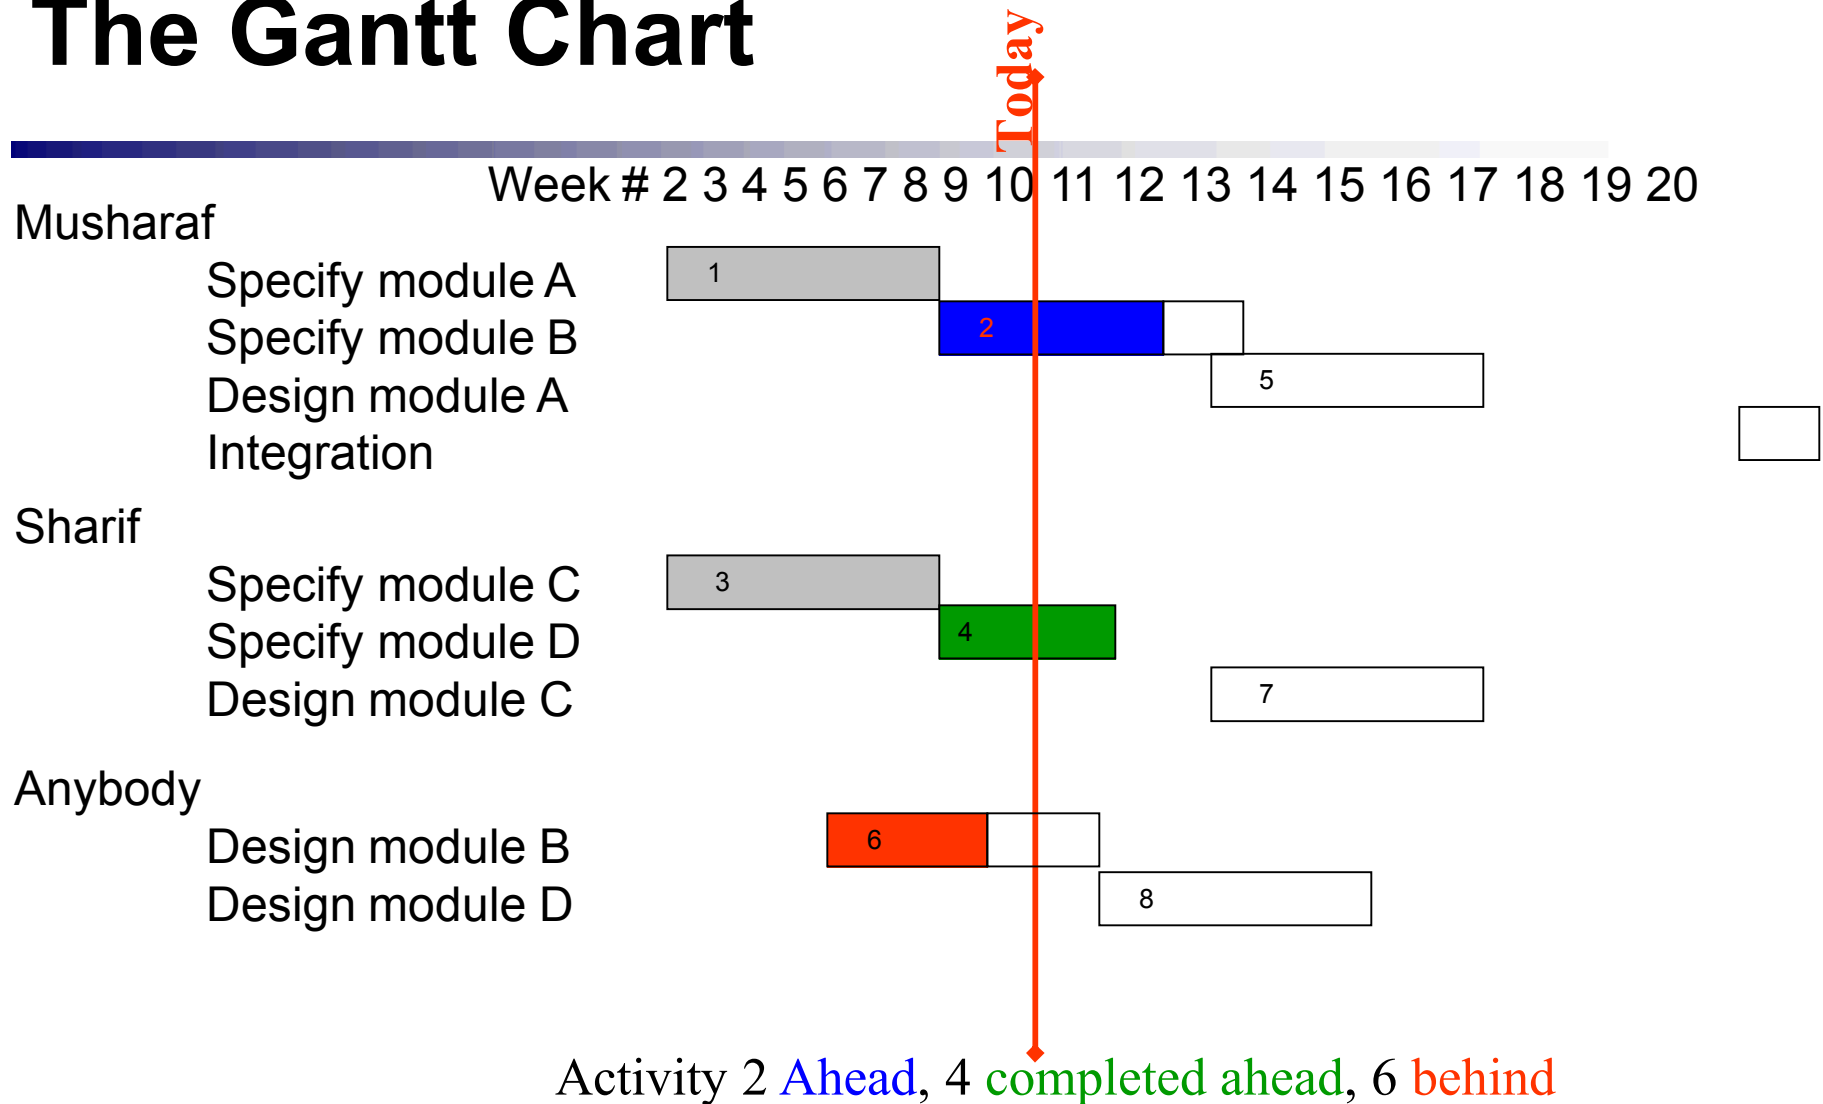 The Gantt Chart
Today
Week # 2 3 4 5 6 7 8 9 10 11 12 13 14 15 16 17 18 19 20
Musharaf
Specify module A
1
Specify module B
2
Design module A
5
Integration
Sharif
Specify module C
3
Specify module D
4
Design module C
7
Anybody
Design module B
6
Design module D
8
Activity 2 Ahead, 4 completed ahead, 6 behind